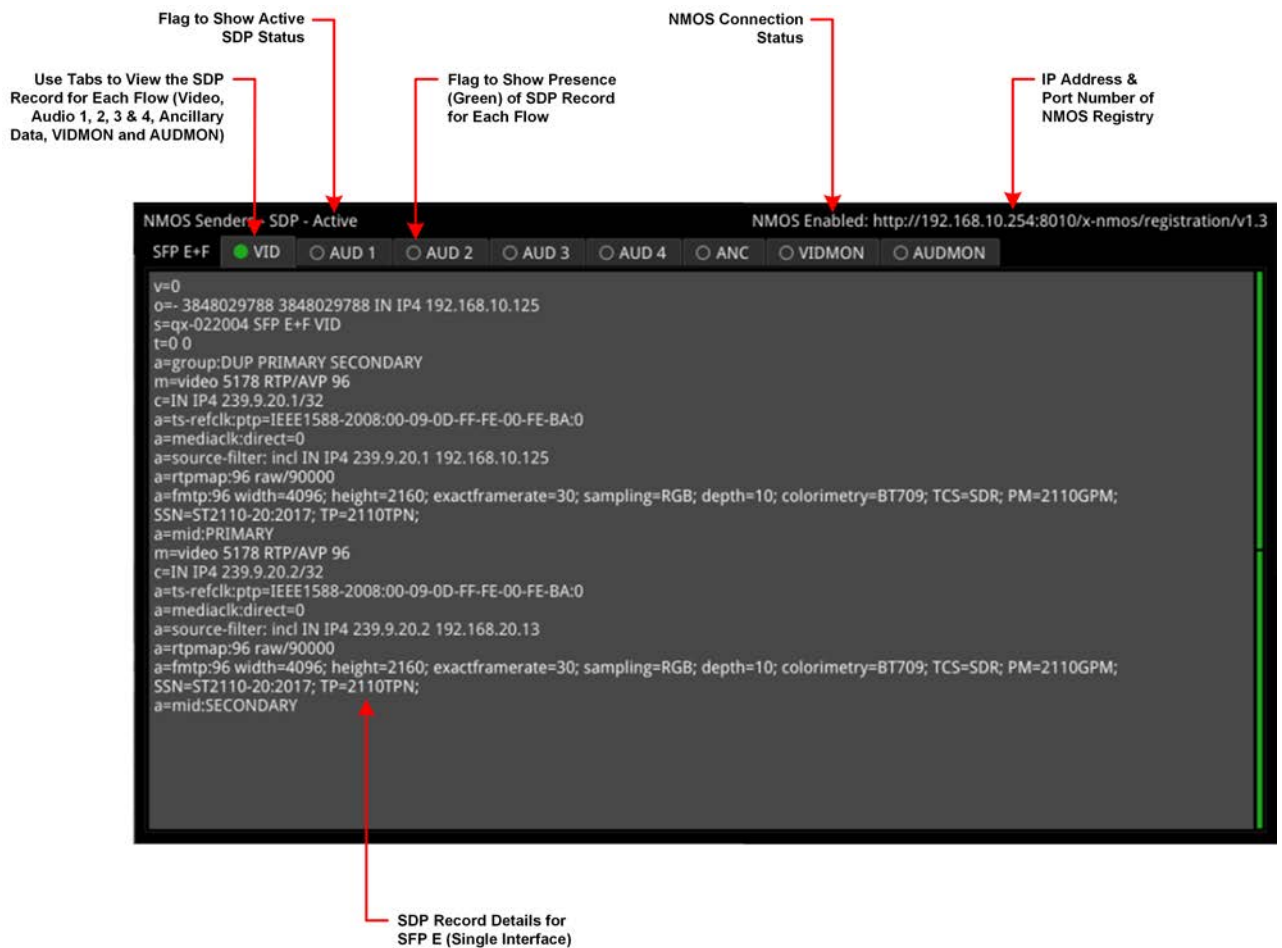 Flag to Show Active
SDP Status
NMOS Connection
Status
Use Tabs to View the SDP
Record for Each Flow (Video,
Audio 1, 2, 3 & 4, Ancillary
Data, VIDMON and AUDMON)
Flag to Show Presence
(Green) of SDP Record
for Each Flow
IP Address &
Port Number of
NMOS Registry
NMOS Senders - SDP - Active
NMOS Enabled: http://192.168.10.254:8010/x-nmos/registration/v1.3
SFP E+F VID AUD 1 AUD 2 AUD 3 AUD 4 ANC VIDMON AUDMON
v=0
o=- 3848029788 3848029788 IN IP4 192.168.10.125
s=qx-022004 SFP E+F VID
t=0 0
a=group:DUP PRIMARY SECONDARY
m=video 5178 RTP/AVP 96
c=IN IP4 239.9.20.1/32
a=ts-refclk:ptp=IEEE1588-2008:00-09-0D-FF-FE-00-FE-BA:0
a=mediaclk:direct=0
a=source-filter: incl IN IP4 239.9.20.1 192.168.10.125
a=rtpmap:96 raw/90000
a=fmtp:96 width=4096; height=2160; exactframerate=30; sampling=RGB; depth=10; colorimetry=BT709; TCS=SDR; PM=2110GPM;
SSN=ST2110-20:2017; TP=2110TPN;
a=mid:PRIMARY
m=video 5178 RTP/AVP 96
c=IN IP4 239.9.20.2/32
a=ts-refclk:ptp=IEEE1588-2008:00-09-0D-FF-FE-00-FE-BA:0
a=mediaclk:direct=0
a=source-filter: incl IN IP4 239.9.20.2 192.168.20.13
a=rtpmap:96 raw/90000
a=fmtp:96 width=4096; height=2160; exactframerate=30; sampling=RGB; depth=10; colorimetry=BT709; TCS=SDR; PM=2110GPM;
SSN=ST2110-20:2017; TP=2110TPN;
a=mid:SECONDARY
SDP Record Details for
SFP E (Single Interface)